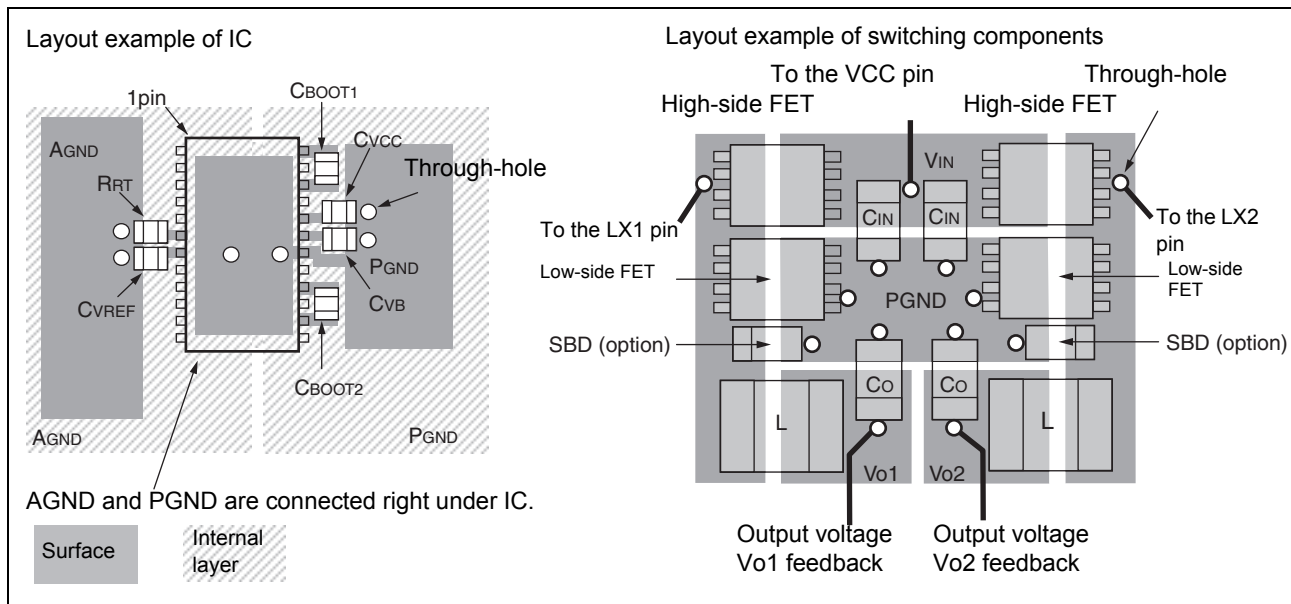 Layout example of IC
1pin
CBOOT1
CVCC
AGND
Through-hole
RRT
PGND
CVREF
CVB
CBOOT2
AGND
PGND
AGND and PGND are connected right under IC.
Surface
Internal
layer
Layout example of switching components
To the VCC pin
Through-hole
High-side FET
High-side FET
VIN
To the LX1 pin
CIN
CIN
To the LX2
pin
Low-side FET
Low-side
FET
PGND
SBD (option)
SBD (option)
Co
Co
L
L
Vo1
Vo2
Output voltage
Vo1 feedback
Output voltage
Vo2 feedback